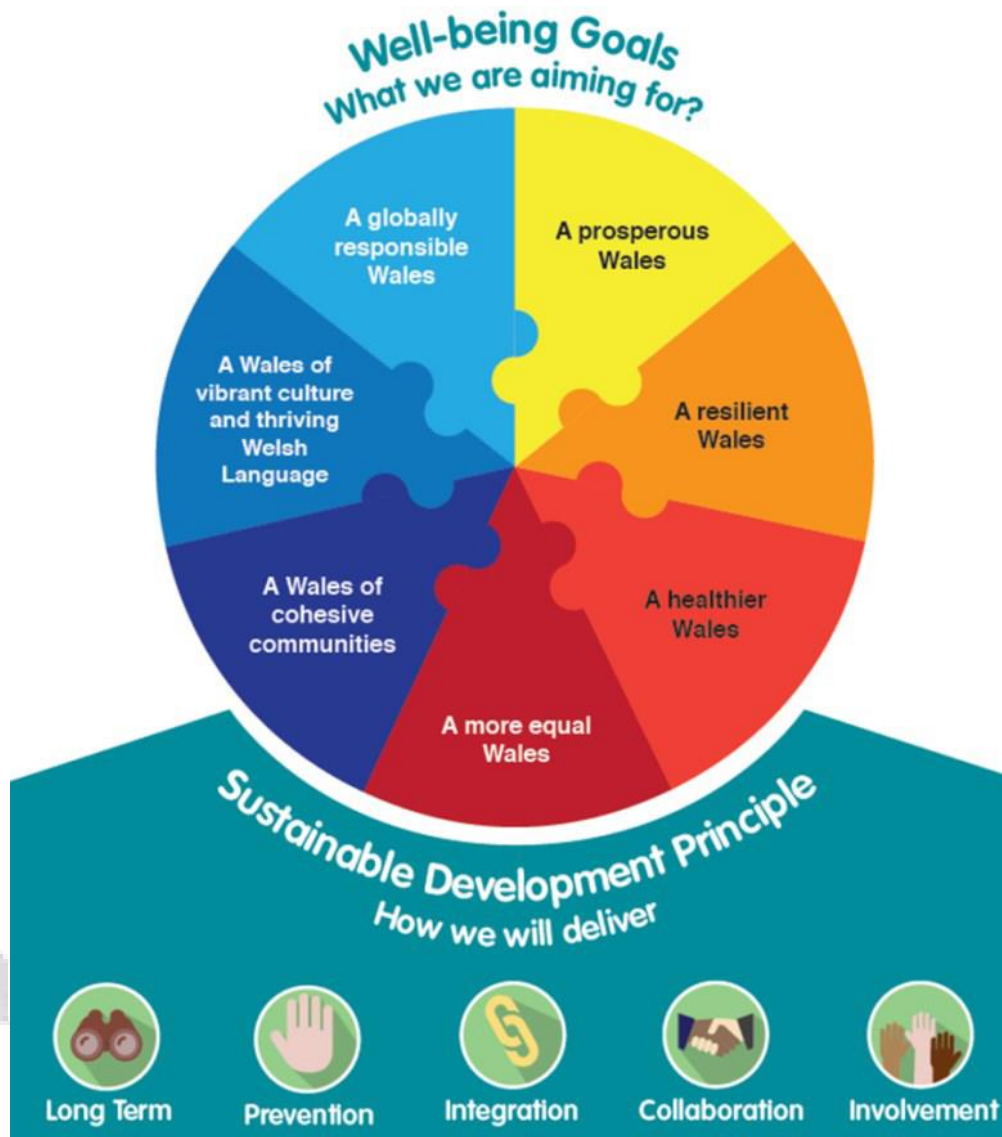 Well-being Goals
What we are aiming for?
A globally
responsible
Wales
A prosperous
Wales
A resilient
Wales
A healthier
Wales
A more equal
Wales
A Wales of
cohesive
communities
A Wales of
vibrant culture
and thriving
Welsh
Language
Sustainable Development Principle
How we will deliver
Long Term
Prevention
Integration
Collaboration
Involvement